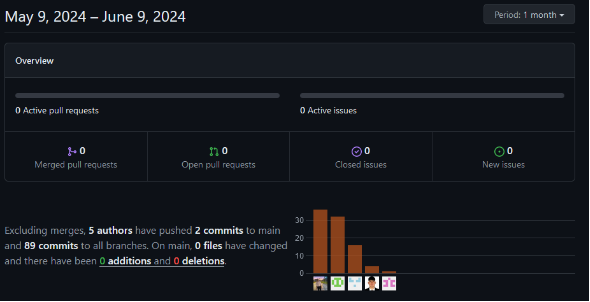 May 9, 2024 – June 9, 2024
Period: 1 month
Overview
0 Active pull requests
0 Active issues
0
Merged pull requests
0
Open pull requests
0
Closed issues
0
New issues
Excluding merges, 5 authors have pushed 2 commits to main
and 89 commits to all branches. On main, 0 files have changed
and there have been 0 additions and 0 deletions.
30
20
10
0